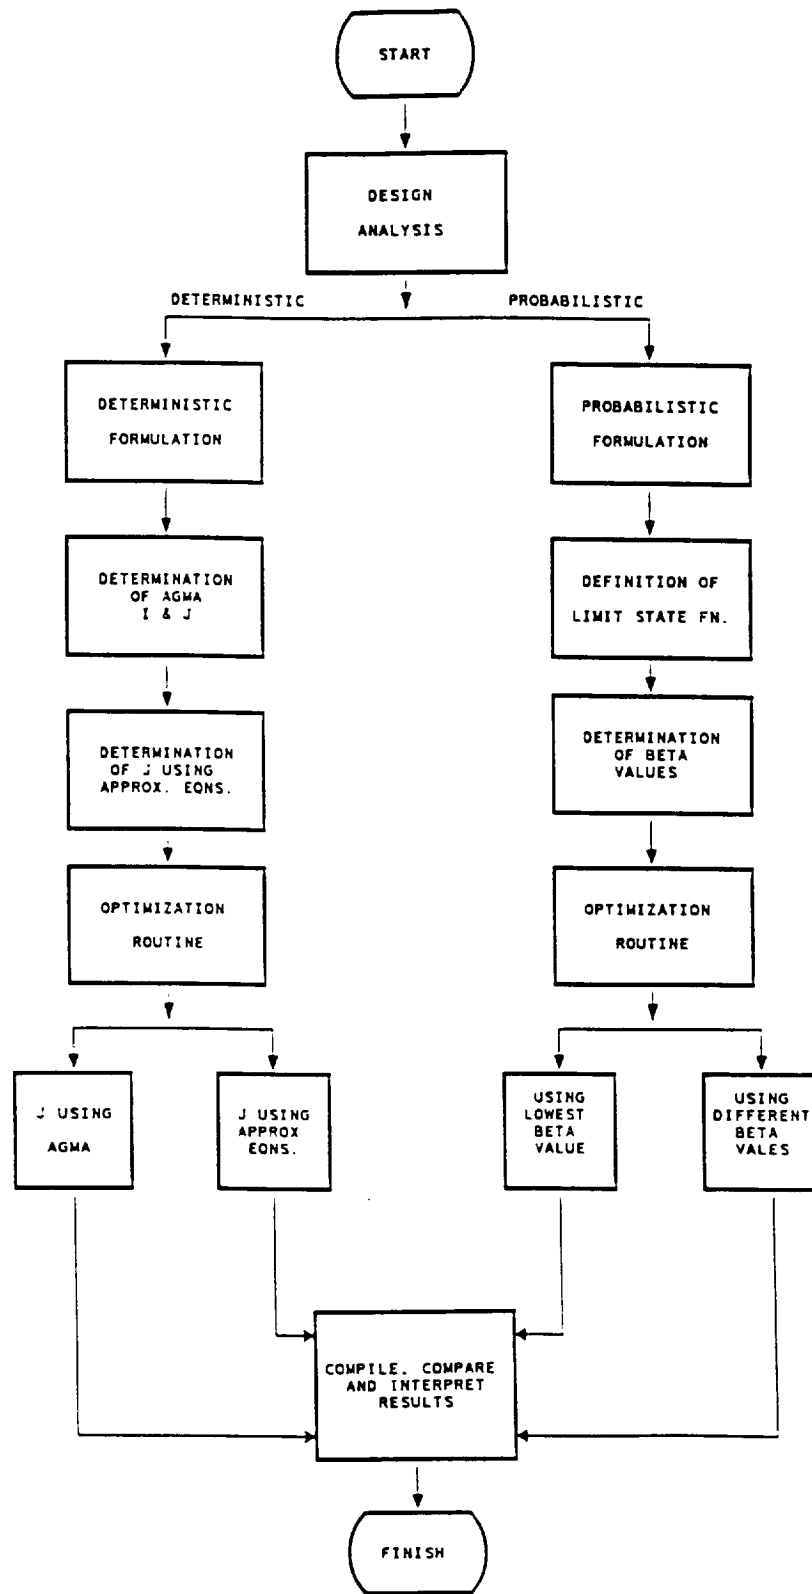 START
DESIGN
ANALYSIS
DETERMINISTIC
PROBABILISTIC
DETERMINISTIC
FORMULATION
PROBABILISTIC
FORMULATION
DETERMINATION
OF AGMA
I & J
DEFINITION OF
LIMIT STATE FN.
DETERMINATION
OF J USING
APPROX. EQNS.
DETERMINATION
OF BETA
VALUES
OPTIMIZATION
ROUTINE
OPTIMIZATION
ROUTINE
J USING
AGMA
J USING
APPROX
EQNS.
USING
LOWEST
BETA
VALUE
USING
DIFFERENT
BETA
VALES
COMPILE. COMPARE
AND INTERPRET
RESULTS
FINISH